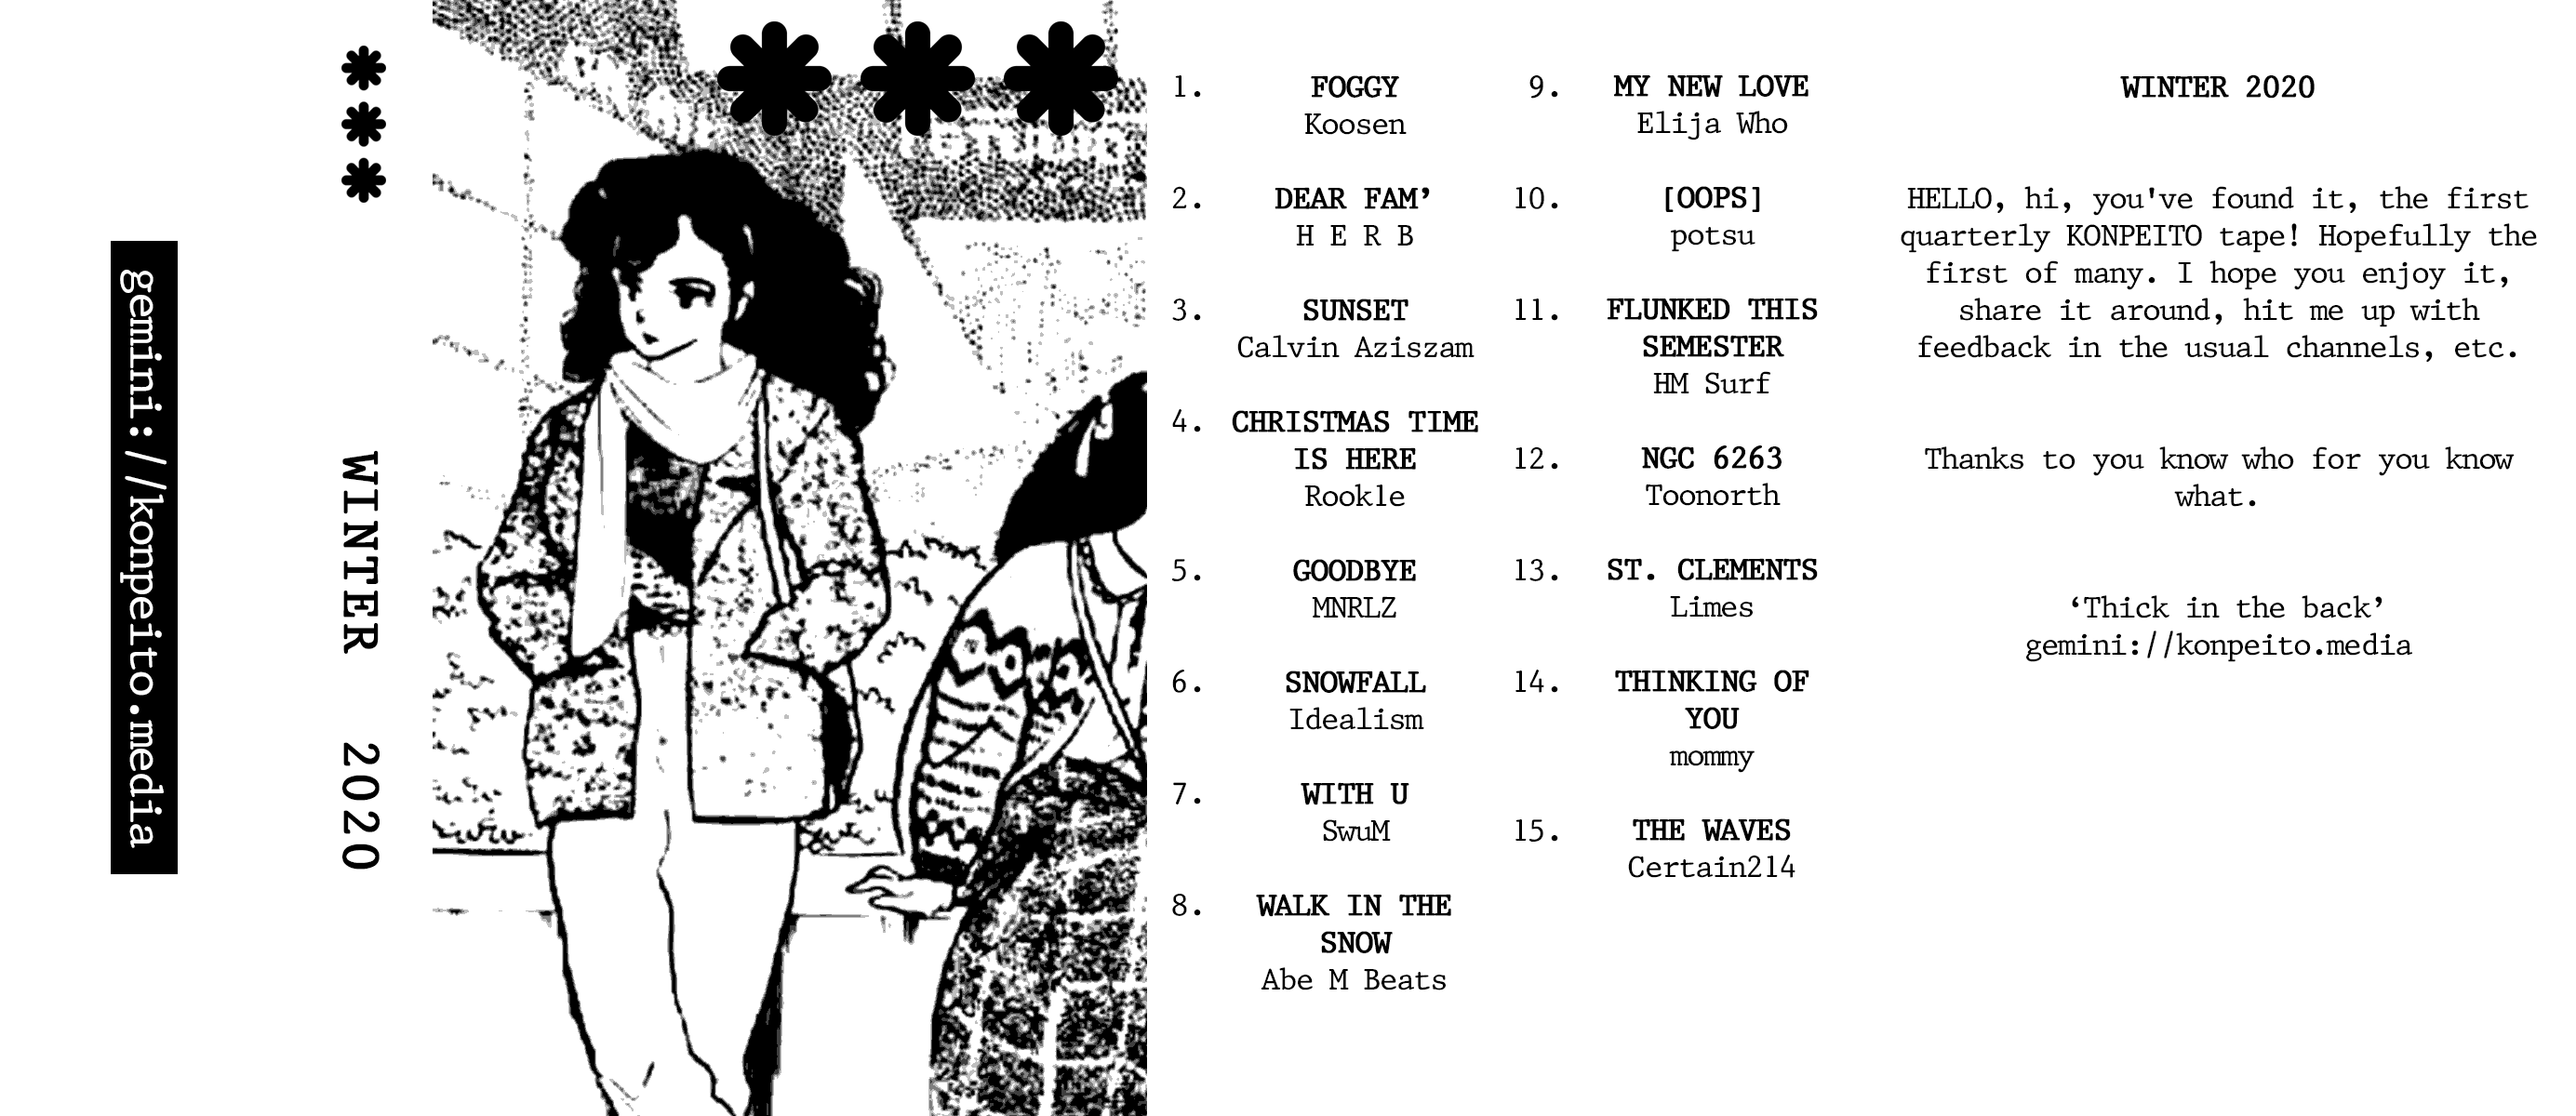 gemini://konpeito.media
WINTER 2020
1. FOGGY
Koosen
2. DEAR FAM’
H E R B
3. SUNSET
Calvin Aziszam
4. CHRISTMAS TIME
IS HERE
Rookle
5. GOODBYE
MNRLZ
6. SNOWFALL
Idealism
7. WITH U
SwuM
8. WALK IN THE
SNOW
Abe M Beats
9. MY NEW LOVE
Elija Who
10. [OOPS]
potsu
11. FLUNKED THIS
SEMESTER
HM Surf
12. NGC 6263
Toonorth
13. ST. CLEMENTS
Limes
14. THINKING OF
YOU
mommy
15. THE WAVES
Certain214
WINTER 2020
HELLO, hi, you've found it, the first
quarterly KONPEITO tape! Hopefully the
first of many. I hope you enjoy it,
share it around, hit me up with
feedback in the usual channels, etc.
Thanks to you know who for you know
what.
‘Thick in the back’
gemini://konpeito.media